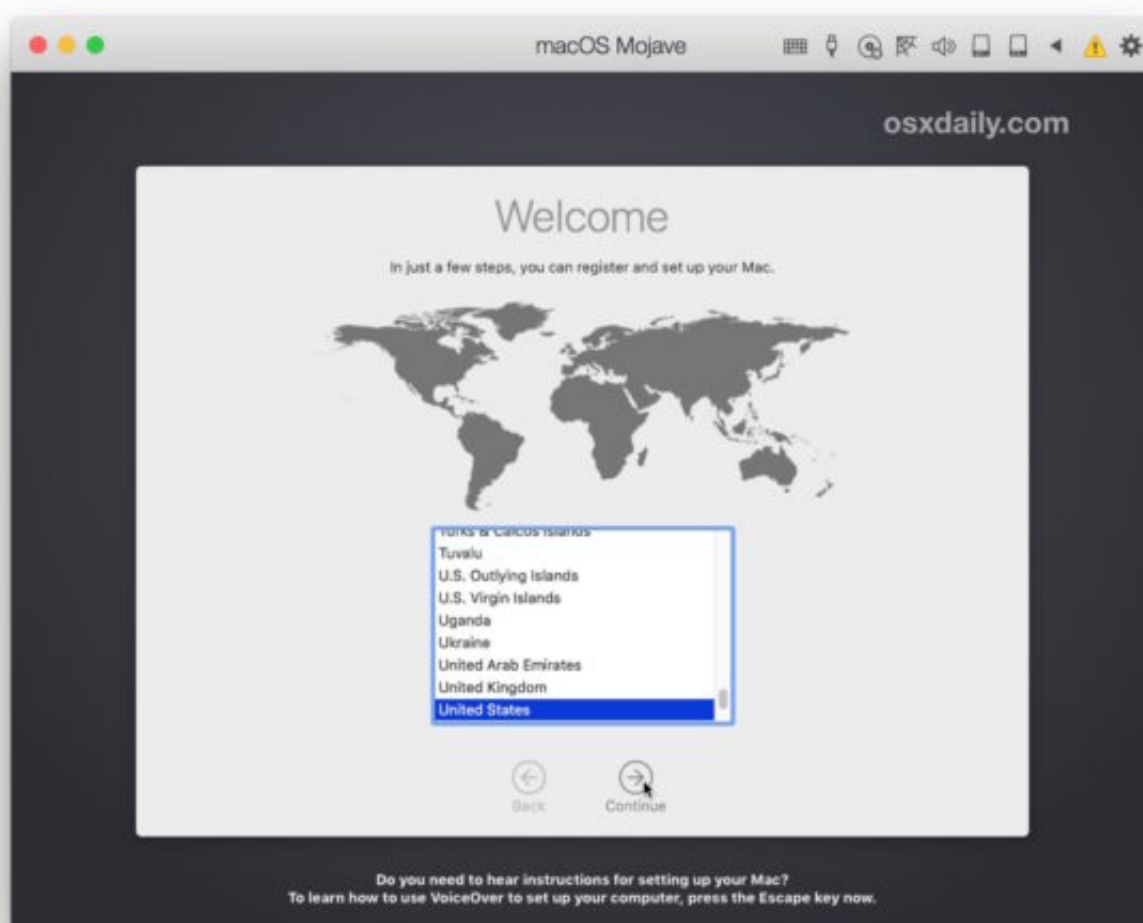 macOS Mojave
osxdaily.com
Welcome
In just a few steps, you can register and set up your Mac.
Turks & Caicos Islands
Tuvalu
U.S. Outlying Islands
U.S. Virgin Islands
Uganda
Ukraine
United Arab Emirates
United Kingdom
United States
Back
Continue
Do you need to hear instructions for setting up your Mac?
To learn how to use VoiceOver to set up your computer, press the Escape key now.